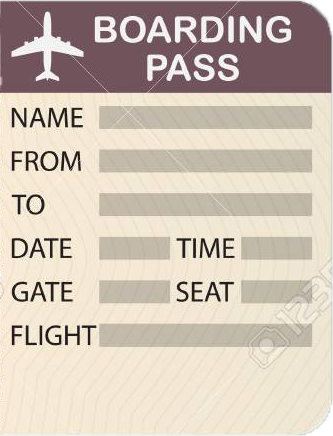 BOARDING
PASS
NAME
FROM
TO
DATE TIME
GATE SEAT
FLIGHT